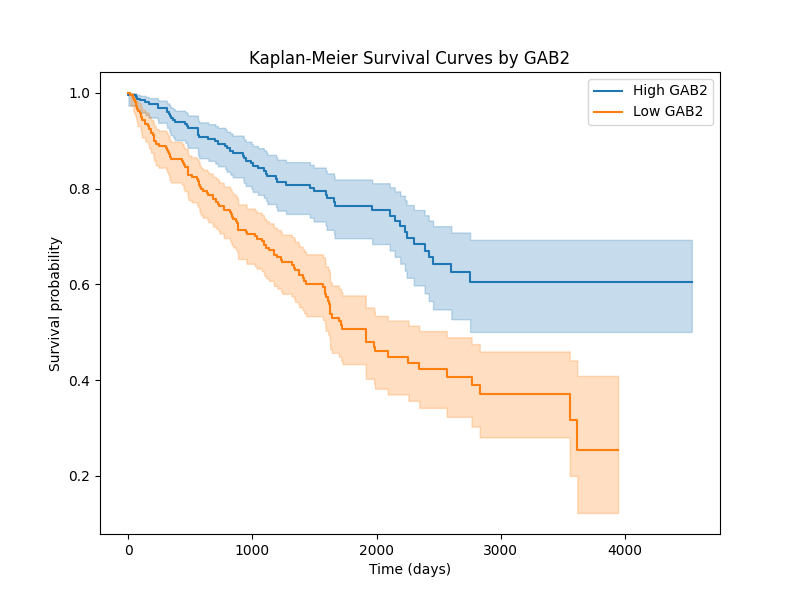 Kaplan-Meier Survival Curves by GAB2
High GAB2
Low GAB2
Survival probability
1.0
0.8
0.6
0.4
0.2
0 1000 2000 3000 4000
Time (days)